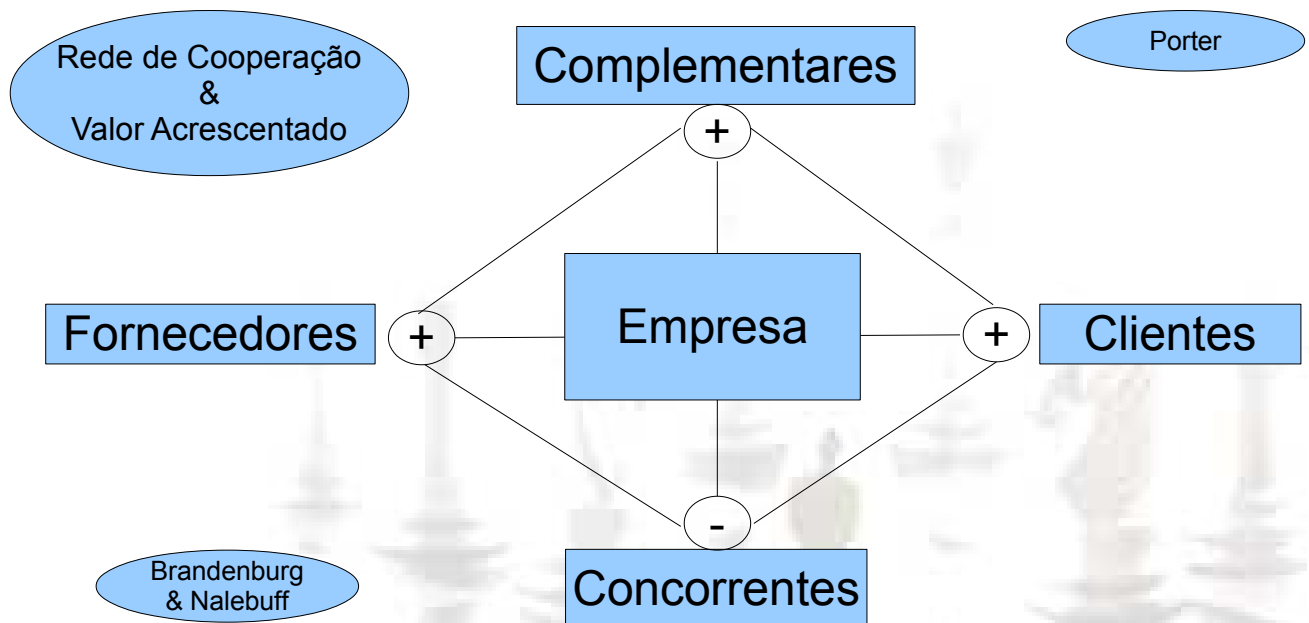 Rede de Cooperação
&
Valor Acrescentado
Complementares
Porter
+
Fornecedores
+
Empresa
+
Clientes
-
Concorrentes
Brandenburg
& Nalebuff